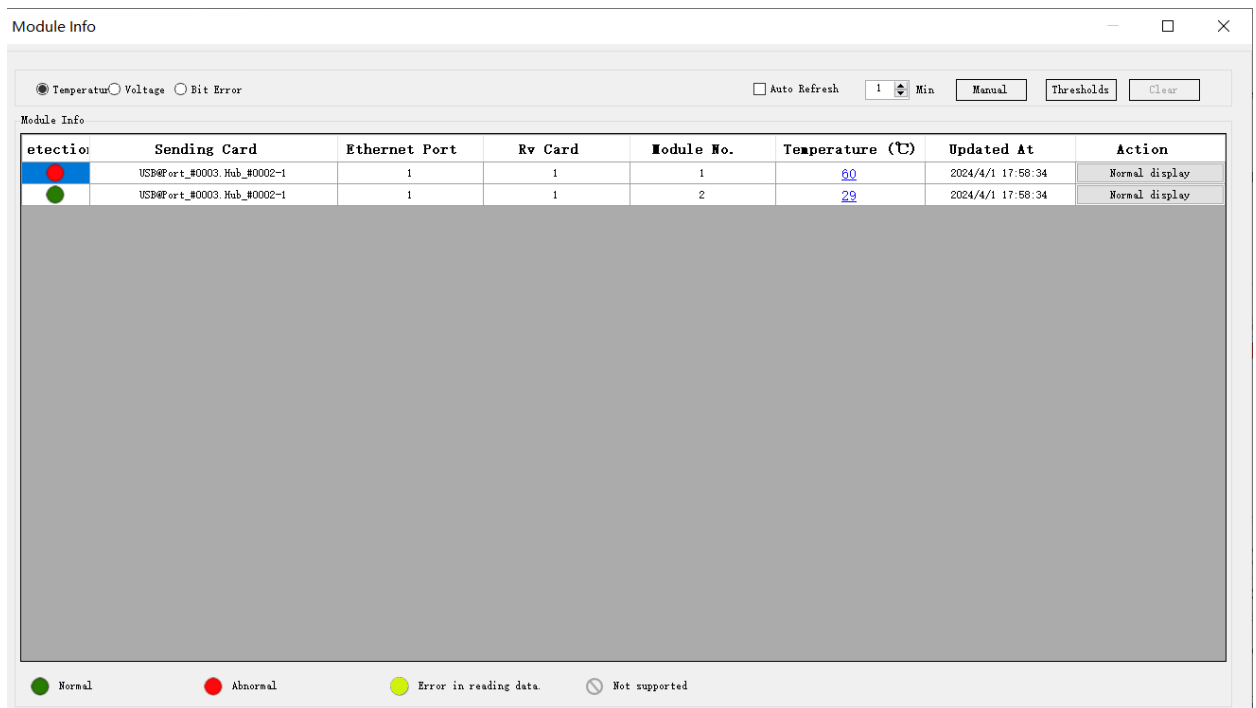 Module Info
Temperatur Voltage Bit Error Auto Refresh 1 Min Manual Thresholds Clear
Module Info
etection Sending Card Ethernet Port Rv Card Module No. Temperature (℃) Updated At Action
USB@Port_#0003.Hub_#0002-1 1 1 1 60 2024/4/1 17:58:34 Normal display
USB@Port_#0003.Hub_#0002-1 1 1 2 29 2024/4/1 17:58:34 Normal display
Normal Abnormal Error in reading data. Not supported